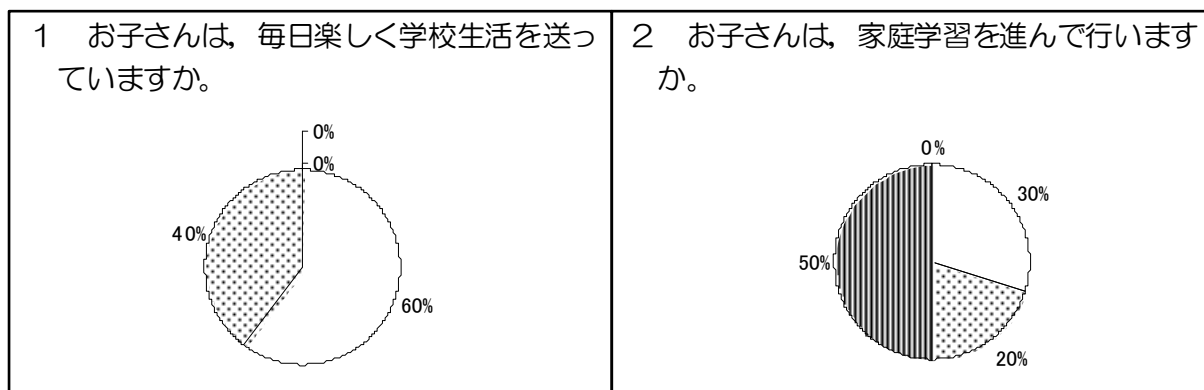 1　お子さんは，毎日楽しく学校生活を送っ
ていますか。
0%
0%
40%
60%
2　お子さんは，家庭学習を進んで行います
か。
0%
30%
50%
20%